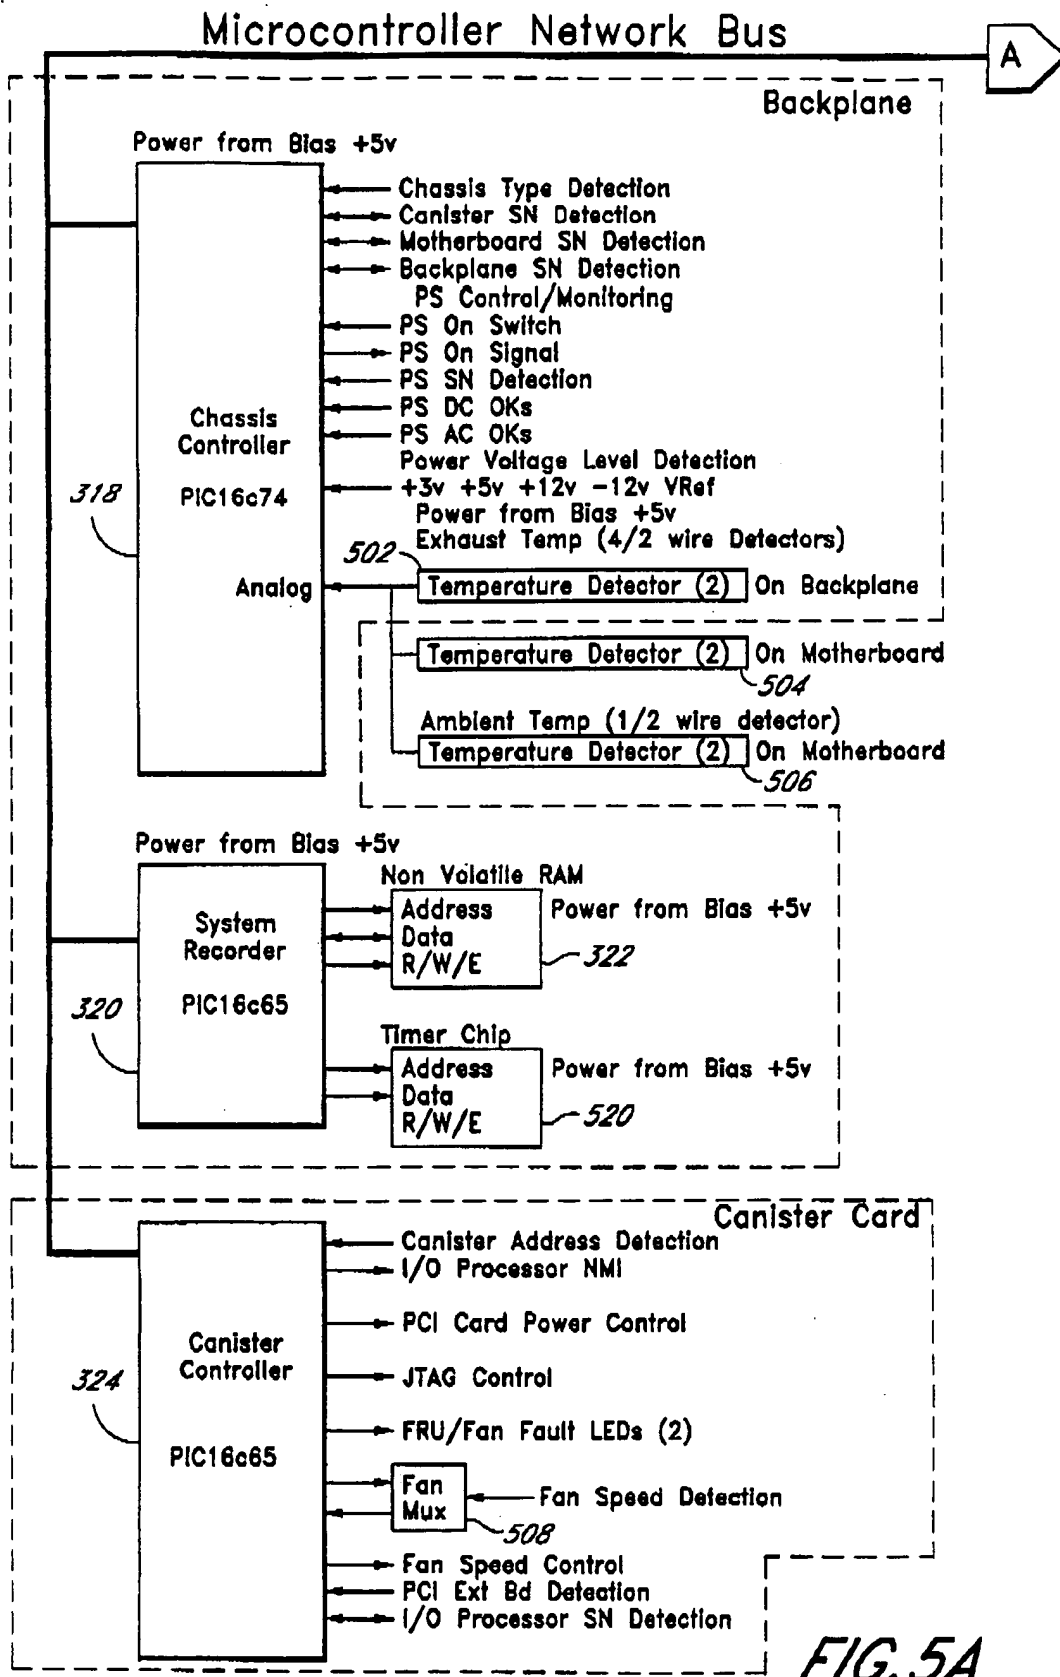 Microcontroller Network Bus
A
Backplane
Power from Bias +5v
Chassis Type Detection
Canister SN Detection
Motherboard SN Detection
Backplane SN Detection
PS Control/Monitoring
PS On Switch
PS On Signal
PS SN Detection
PS DC OKs
PS AC OKs
Power Voltage Level Detection
+3v +5v +12v -12v VRef
Power from Bias +5v
Exhaust Temp (4/2 wire Detectors)
Chassis
Controller
PIC16c74
318
Analog
502
Temperature Detector (2) On Backplane
Temperature Detector (2) On Motherboard
504
Ambient Temp (1/2 wire detector)
Temperature Detector (2) On Motherboard
506
Power from Bias +5v
System
Recorder
PIC16c65
320
Non Volatile RAM
Address
Data
R/W/E
Power from Bias +5v
322
Timer Chip
Address
Data
R/W/E
Power from Bias +5v
520
Canister Card
Canister
Controller
PIC16c65
324
Canister Address Detection
I/O Processor NMI
PCI Card Power Control
JTAG Control
FRU/Fan Fault LEDs (2)
Fan
Mux
Fan Speed Detection
508
Fan Speed Control
PCI Ext Bd Detection
I/O Processor SN Detection
FIG. 5A